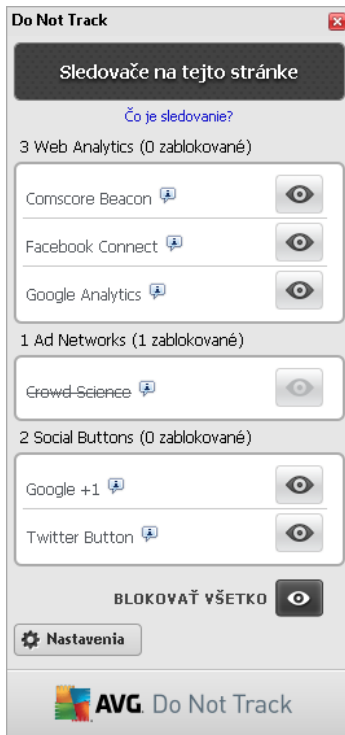 Do Not Track
Sledovače na tejto stránke
Čo je sledovanie?
3 Web Analytics (0 zablokované)
Comscore Beacon
Facebook Connect
Google Analytics
1 Ad Networks (1 zablokované)
Crowd Science
2 Social Buttons (0 zablokované)
Google +1
Twitter Button
BLOKOVAŤ VŠETKO
Nastavenia
AVG. Do Not Track